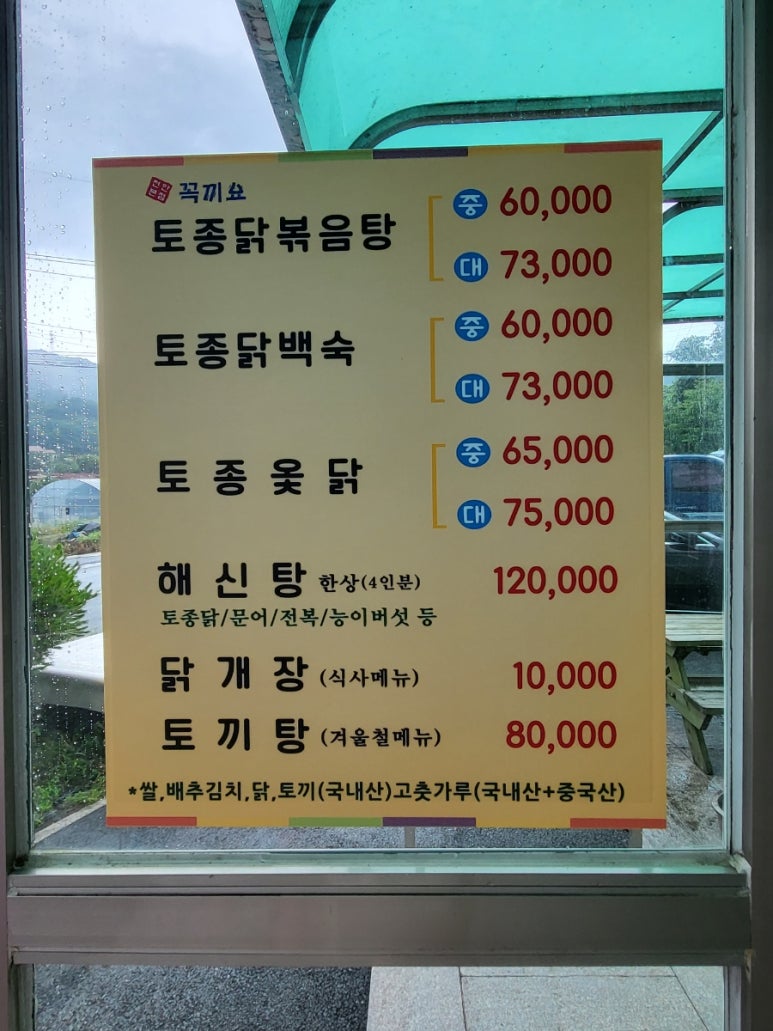 천안본점 꼭끼요
토종닭볶음탕 중 60,000
대 73,000
토종닭백숙 중 60,000
대 73,000
토종옻닭 중 65,000
대 75,000
해신탕 한상(4인분) 120,000
토종닭/문어/전복/능이버섯 등
닭개장 (식사메뉴) 10,000
토끼탕 (겨울철메뉴) 80,000
*쌀,배추김치,닭,토끼(국내산)고춧가루(국내산+중국산)